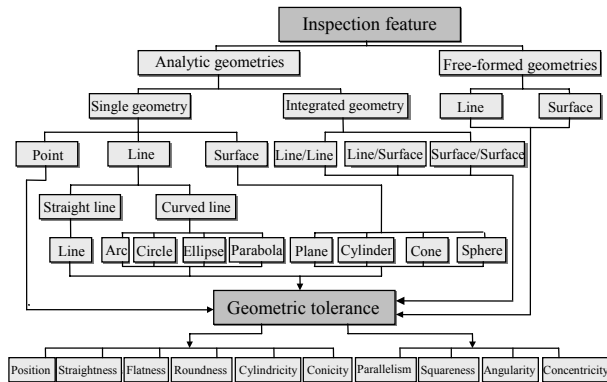 Inspection feature
Analytic geometries
Free-formed geometries
Single geometry
Integrated geometry
Line
Surface
Point
Line
Surface
Line/Line
Line/Surface
Surface/Surface
Straight line
Curved line
Line
Arc
Circle
Ellipse
Parabola
Plane
Cylinder
Cone
Sphere
Geometric tolerance
Position
Straightness
Flatness
Roundness
Cylindricity
Conicity
Parallelism
Squareness
Angularity
Concentricity